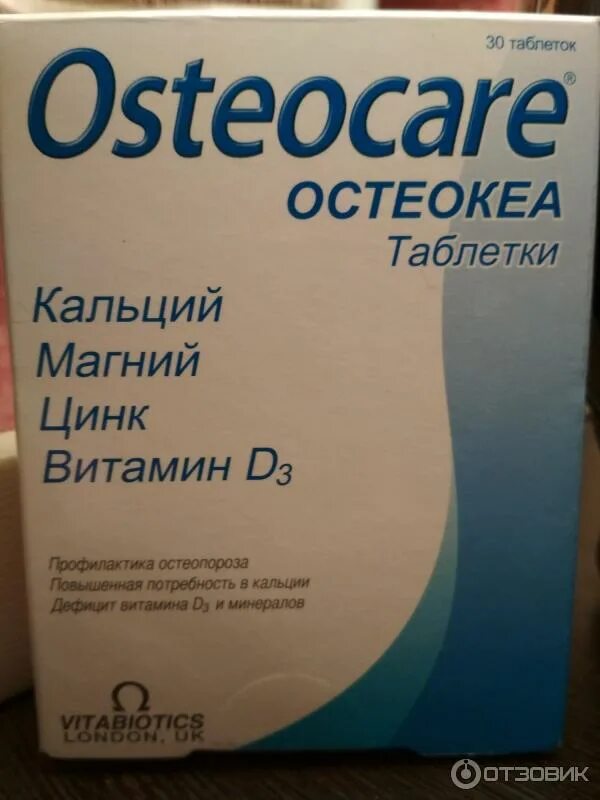 30 таблеток
Osteocare®
ОСТЕОКЕА
Таблетки
Кальций
Магний
Цинк
Витамин D3
Профилактика остеопороза
Повышенная потребность в кальции
Дефицит витамина D3 и минералов
VITABIOTICS
LONDON, UK
ОТЗОВИК